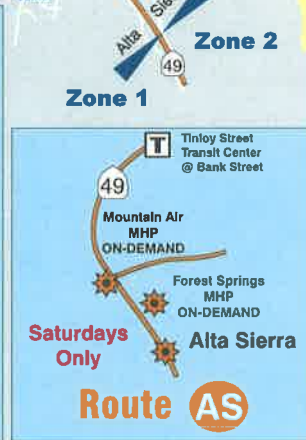 Alta
Sie
Zone 2
49
Zone 1
T
Tinloy Street
Transit Center
@ Bank Street
49
Mountain Air
MHP
ON-DEMAND
Forest Springs
MHP
ON-DEMAND
Saturdays
Only
Alta Sierra
Route AS